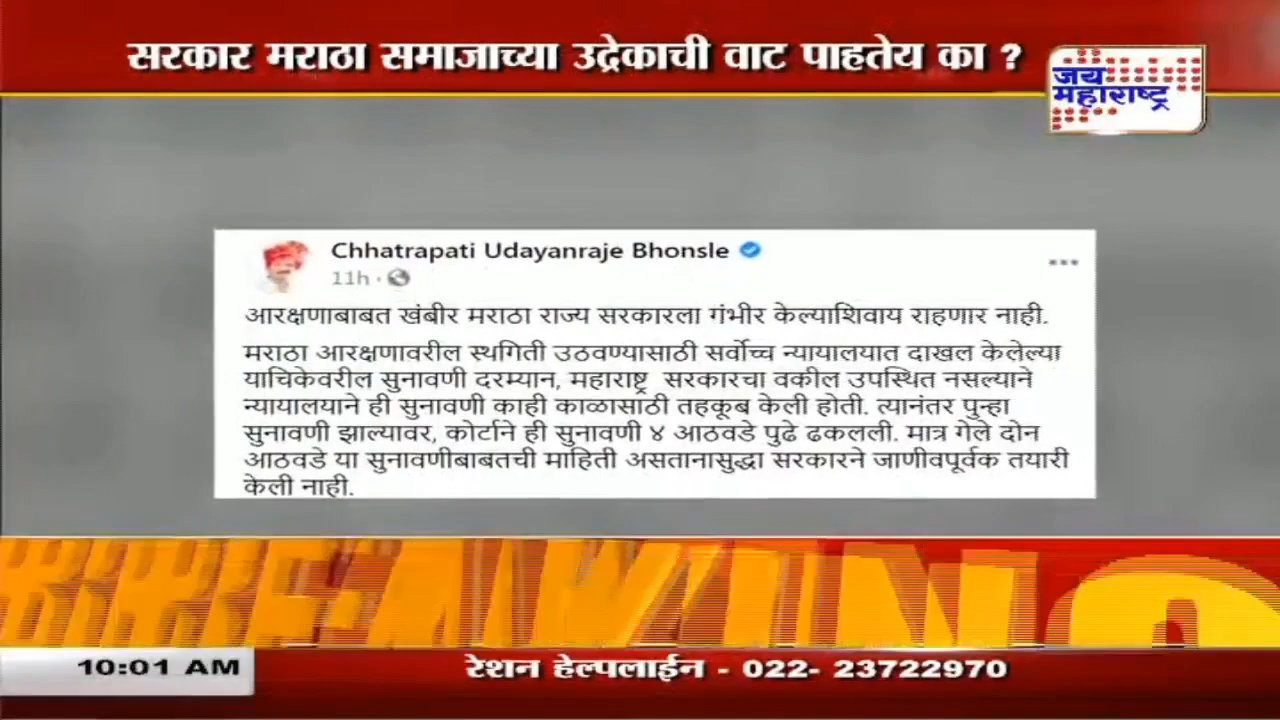 सरकार मराठा समाजाच्या उद्रेकाची वाट पाहतेय का ?
जय
महाराष्ट्र
Chhatrapati Udayanraje Bhonsle
11h ·
आरक्षणाबाबत खंबीर मराठा राज्य सरकारला गंभीर केल्याशिवाय राहणार नाही.
मराठा आरक्षणावरील स्थगिती उठवण्यासाठी सर्वोच्च न्यायालयात दाखल केलेल्या
याचिकेवरील सुनावणी दरम्यान, महाराष्ट्र सरकारचा वकील उपस्थित नसल्याने
न्यायालयाने ही सुनावणी काही काळासाठी तहकूब केली होती. त्यानंतर पुन्हा
सुनावणी झाल्यावर, कोर्टाने ही सुनावणी ४ आठवडे पुढे ढकलली. मात्र गेले दोन
आठवडे या सुनावणीबाबतची माहिती असतानासुद्धा सरकारने जाणीवपूर्वक तयारी
केली नाही.
BREAKING
10:01 AM
रेशन हेल्पलाईन - 022- 23722970